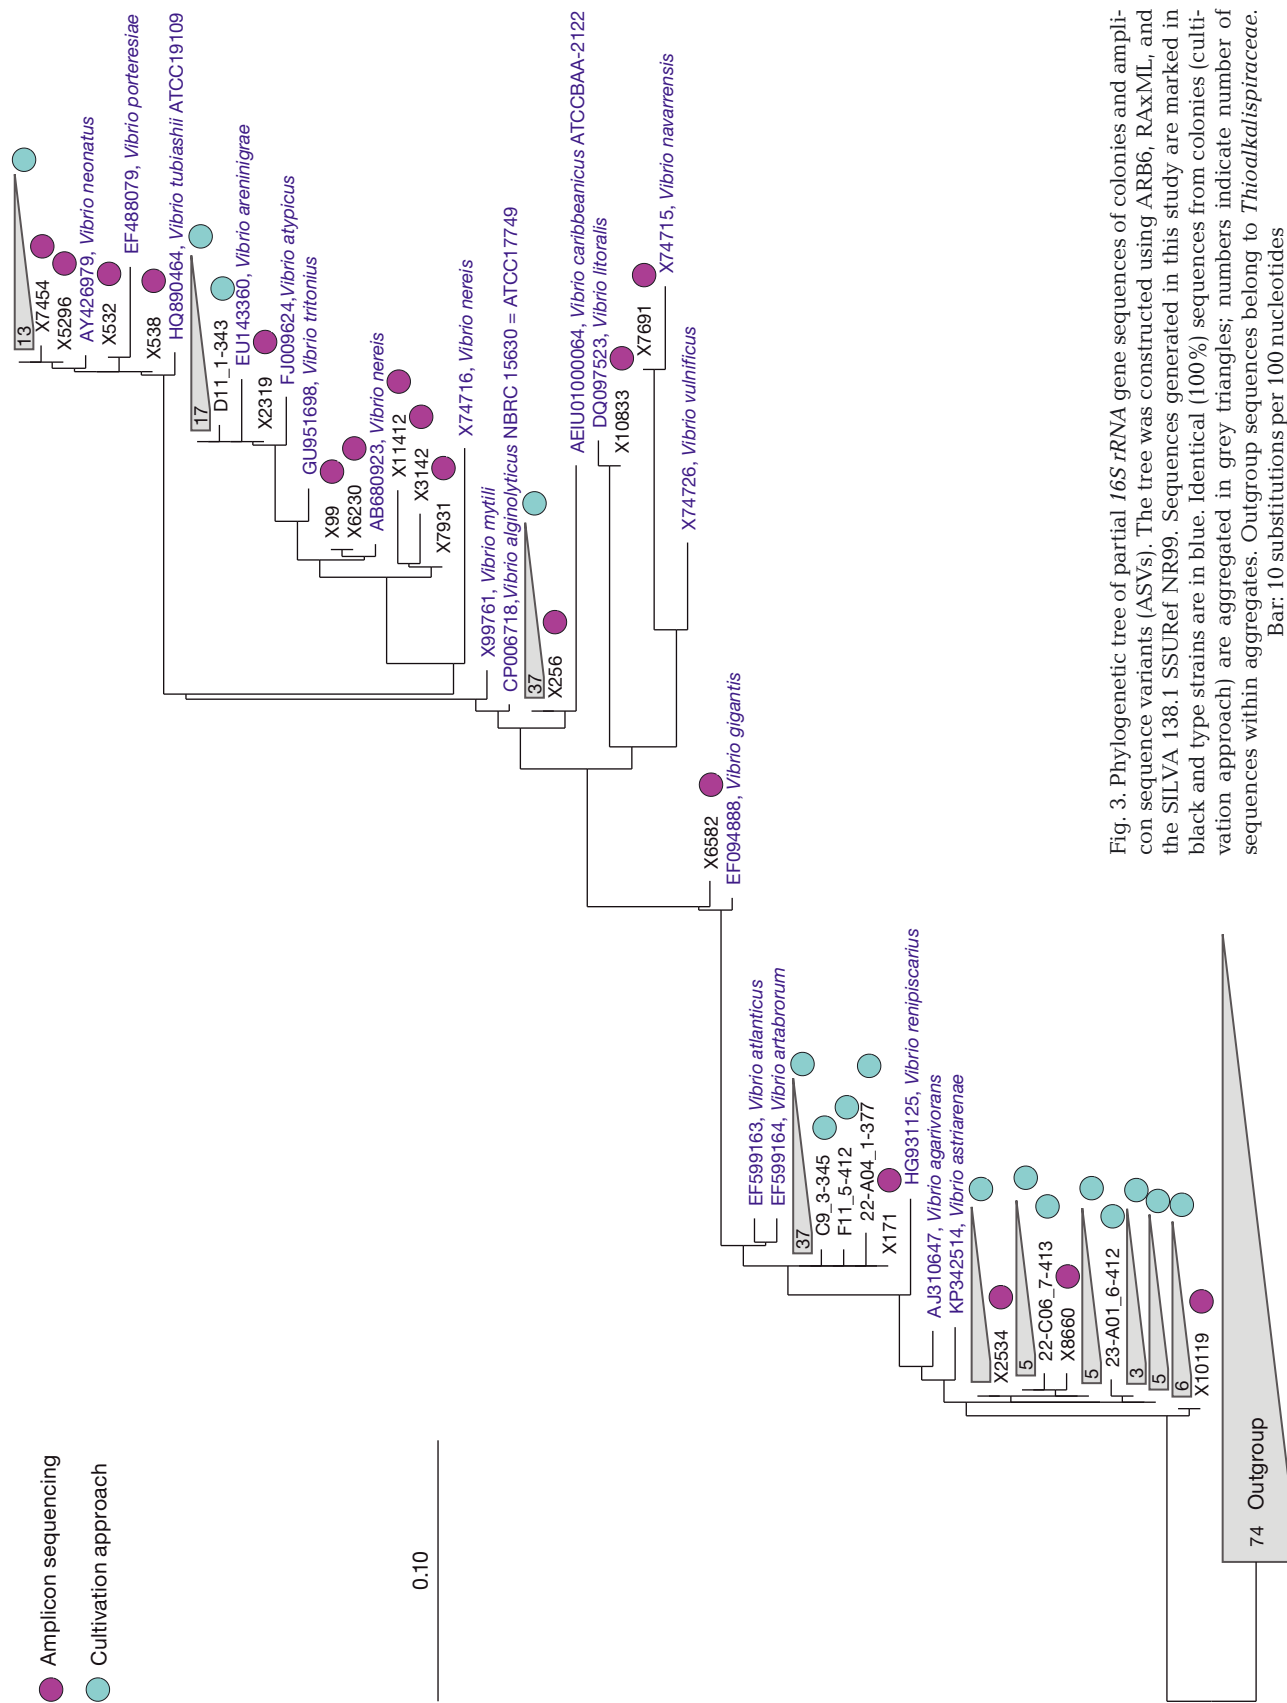 Amplicon sequencing
Cultivation approach
0.10
13
X7454
X5296
AY426979, Vibrio neonatus
X532
EF488079, Vibrio porteresiae
X538
HQ890464, Vibrio tubiashii ATCC19109
17
D11_1-343
EU143360, Vibrio areninigrae
X2319
FJ009624,Vibrio atypicus
GU951698, Vibrio tritonius
X99
X6230
AB680923, Vibrio nereis
X11412
X3142
X7931
X74716, Vibrio nereis
X99761, Vibrio mytili
CP006718,Vibrio alginolyticus NBRC 15630 = ATCC17749
37
X256
AEIU01000064, Vibrio caribbeanicus ATCCBAA-2122
DQ097523, Vibrio litoralis
X10833
X7691
X74715, Vibrio navarrensis
X74726, Vibrio vulnificus
X6582
EF094888, Vibrio gigantis
EF599163, Vibrio atlanticus
EF599164, Vibrio artabrorum
37
C9_3-345
F11_5-412
22-A04_1-377
X171
HG931125, Vibrio renipiscarius
AJ310647, Vibrio agarivorans
KP342514, Vibrio astriarenae
X2534
5
22-C06_7-413
X8660
5
23-A01_6-412
3
5
6
X10119
74 Outgroup
Fig. 3. Phylogenetic tree of partial 16S rRNA gene sequences of colonies and ampli-
con sequence variants (ASVs). The tree was constructed using ARB6, RAxML, and
the SILVA 138.1 SSURef NR99. Sequences generated in this study are marked in
black and type strains are in blue. Identical (100%) sequences from colonies (culti-
vation approach) are aggregated in grey triangles; numbers indicate number of
sequences within aggregates. Outgroup sequences belong to Thioalkalispiraceae.
Bar: 10 substitutions per 100 nucleotides